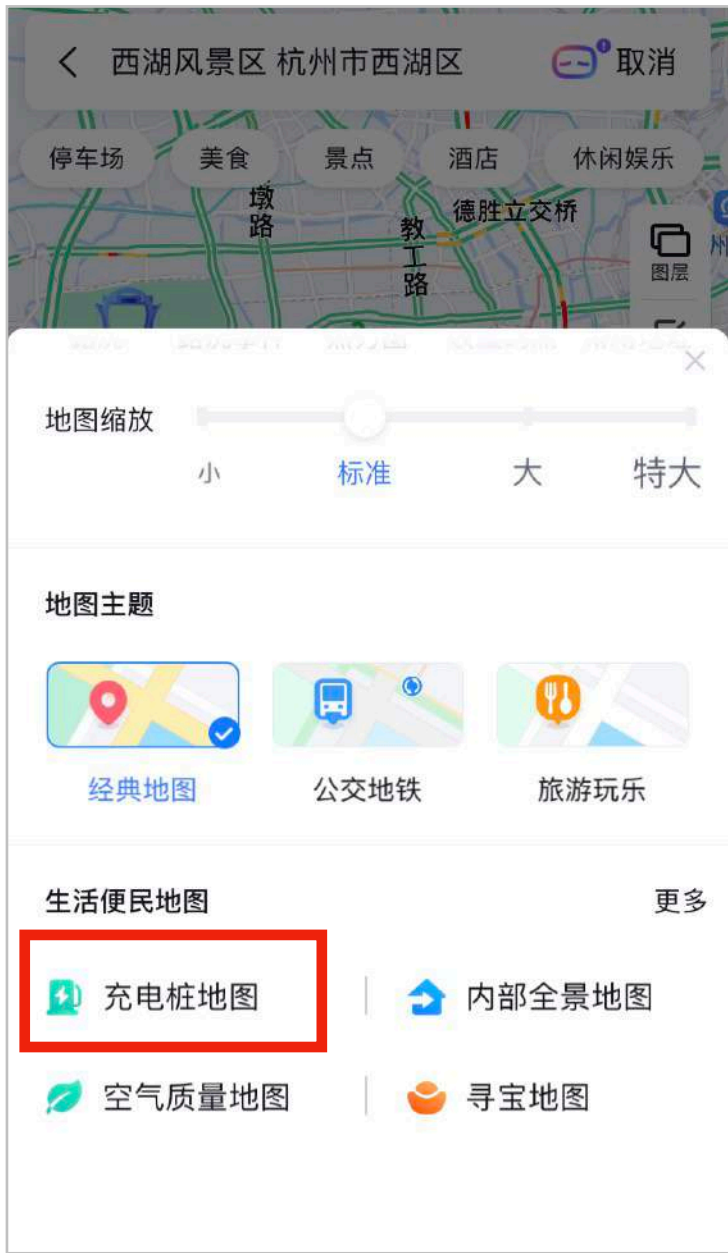 西湖风景区 杭州市西湖区 取消
停车场 美食 景点 酒店 休闲娱乐
墩路
教工路
德胜立交桥
州
图层
地图缩放
小 标准 大 特大
地图主题
经典地图 公交地铁 旅游玩乐
生活便民地图 更多
充电桩地图 内部全景地图
空气质量地图 寻宝地图